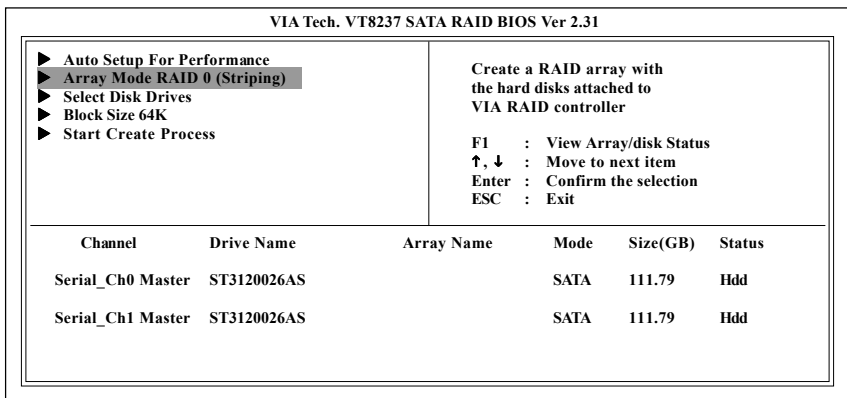 VIA Tech. VT8237 SATA RAID BIOS Ver 2.31
Auto Setup For Performance
Array Mode RAID 0 (Striping)
Select Disk Drives
Block Size 64K
Start Create Process
Create a RAID array with
the hard disks attached to
VIA RAID controller
F1 : View Array/disk Status
↑, ↓ : Move to next item
Enter : Confirm the selection
ESC : Exit
Channel Drive Name Array Name Mode Size(GB) Status
Serial_Ch0 Master ST3120026AS SATA 111.79 Hdd
Serial_Ch1 Master ST3120026AS SATA 111.79 Hdd